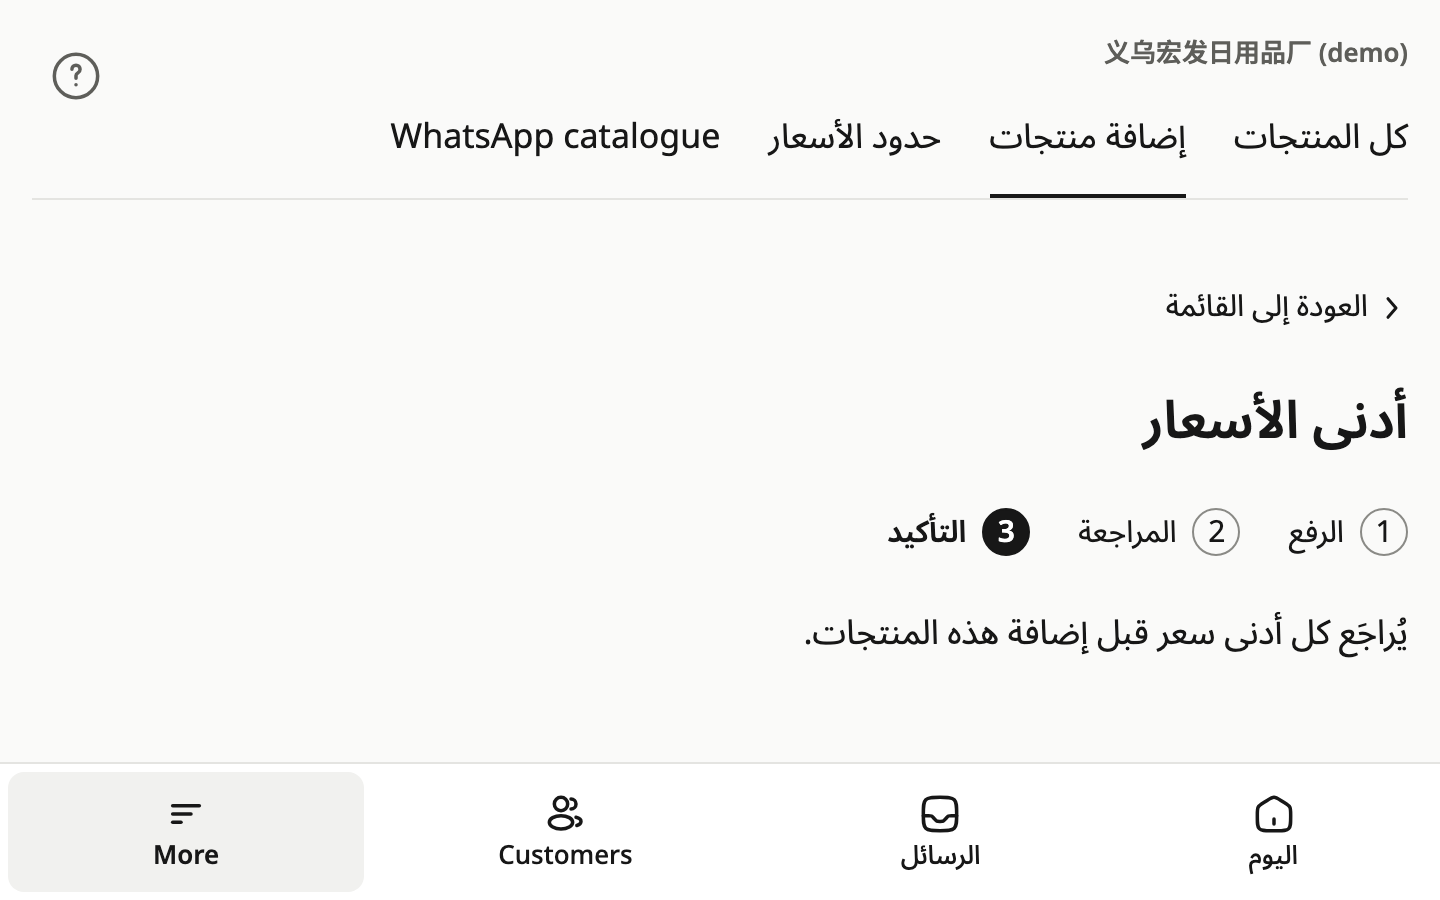 义乌宏发日用品厂 (demo)
كل المنتجات إضافة منتجات حدود الأسعار WhatsApp catalogue
العودة إلى القائمة
أدنى الأسعار
1 الرفع 2 المراجعة 3 التأكيد
يُراجَع كل أدنى سعر قبل إضافة هذه المنتجات.
اليوم الرسائل Customers More